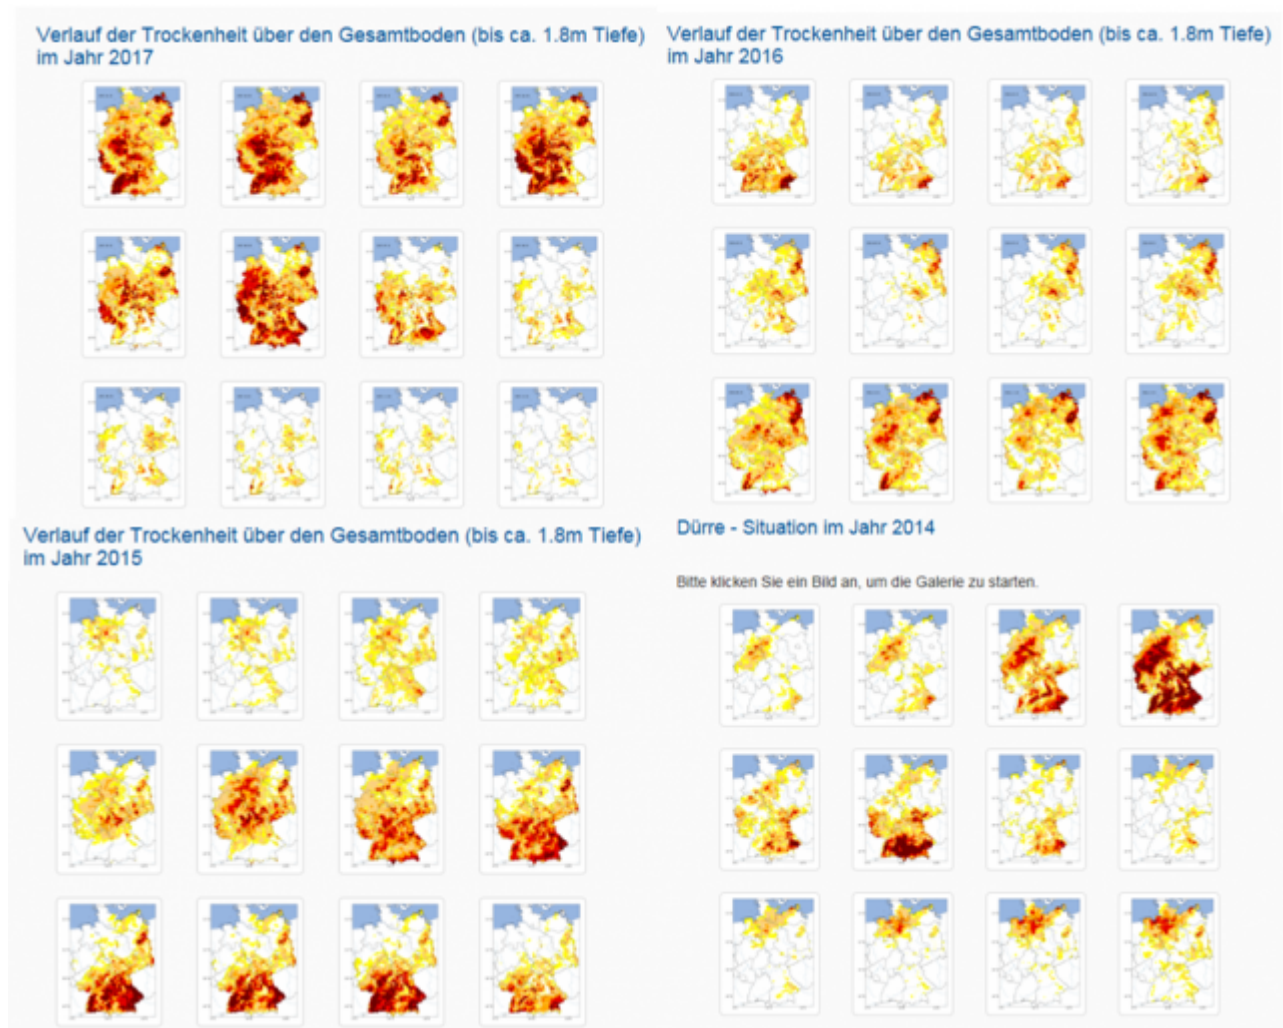 Verlauf der Trockenheit über den Gesamtboden (bis ca. 1.8m Tiefe)
im Jahr 2017
Verlauf der Trockenheit über den Gesamtboden (bis ca. 1.8m Tiefe)
im Jahr 2016
Verlauf der Trockenheit über den Gesamtboden (bis ca. 1.8m Tiefe)
im Jahr 2015
Dürre - Situation im Jahr 2014
Bitte klicken Sie ein Bild an, um die Galerie zu starten.